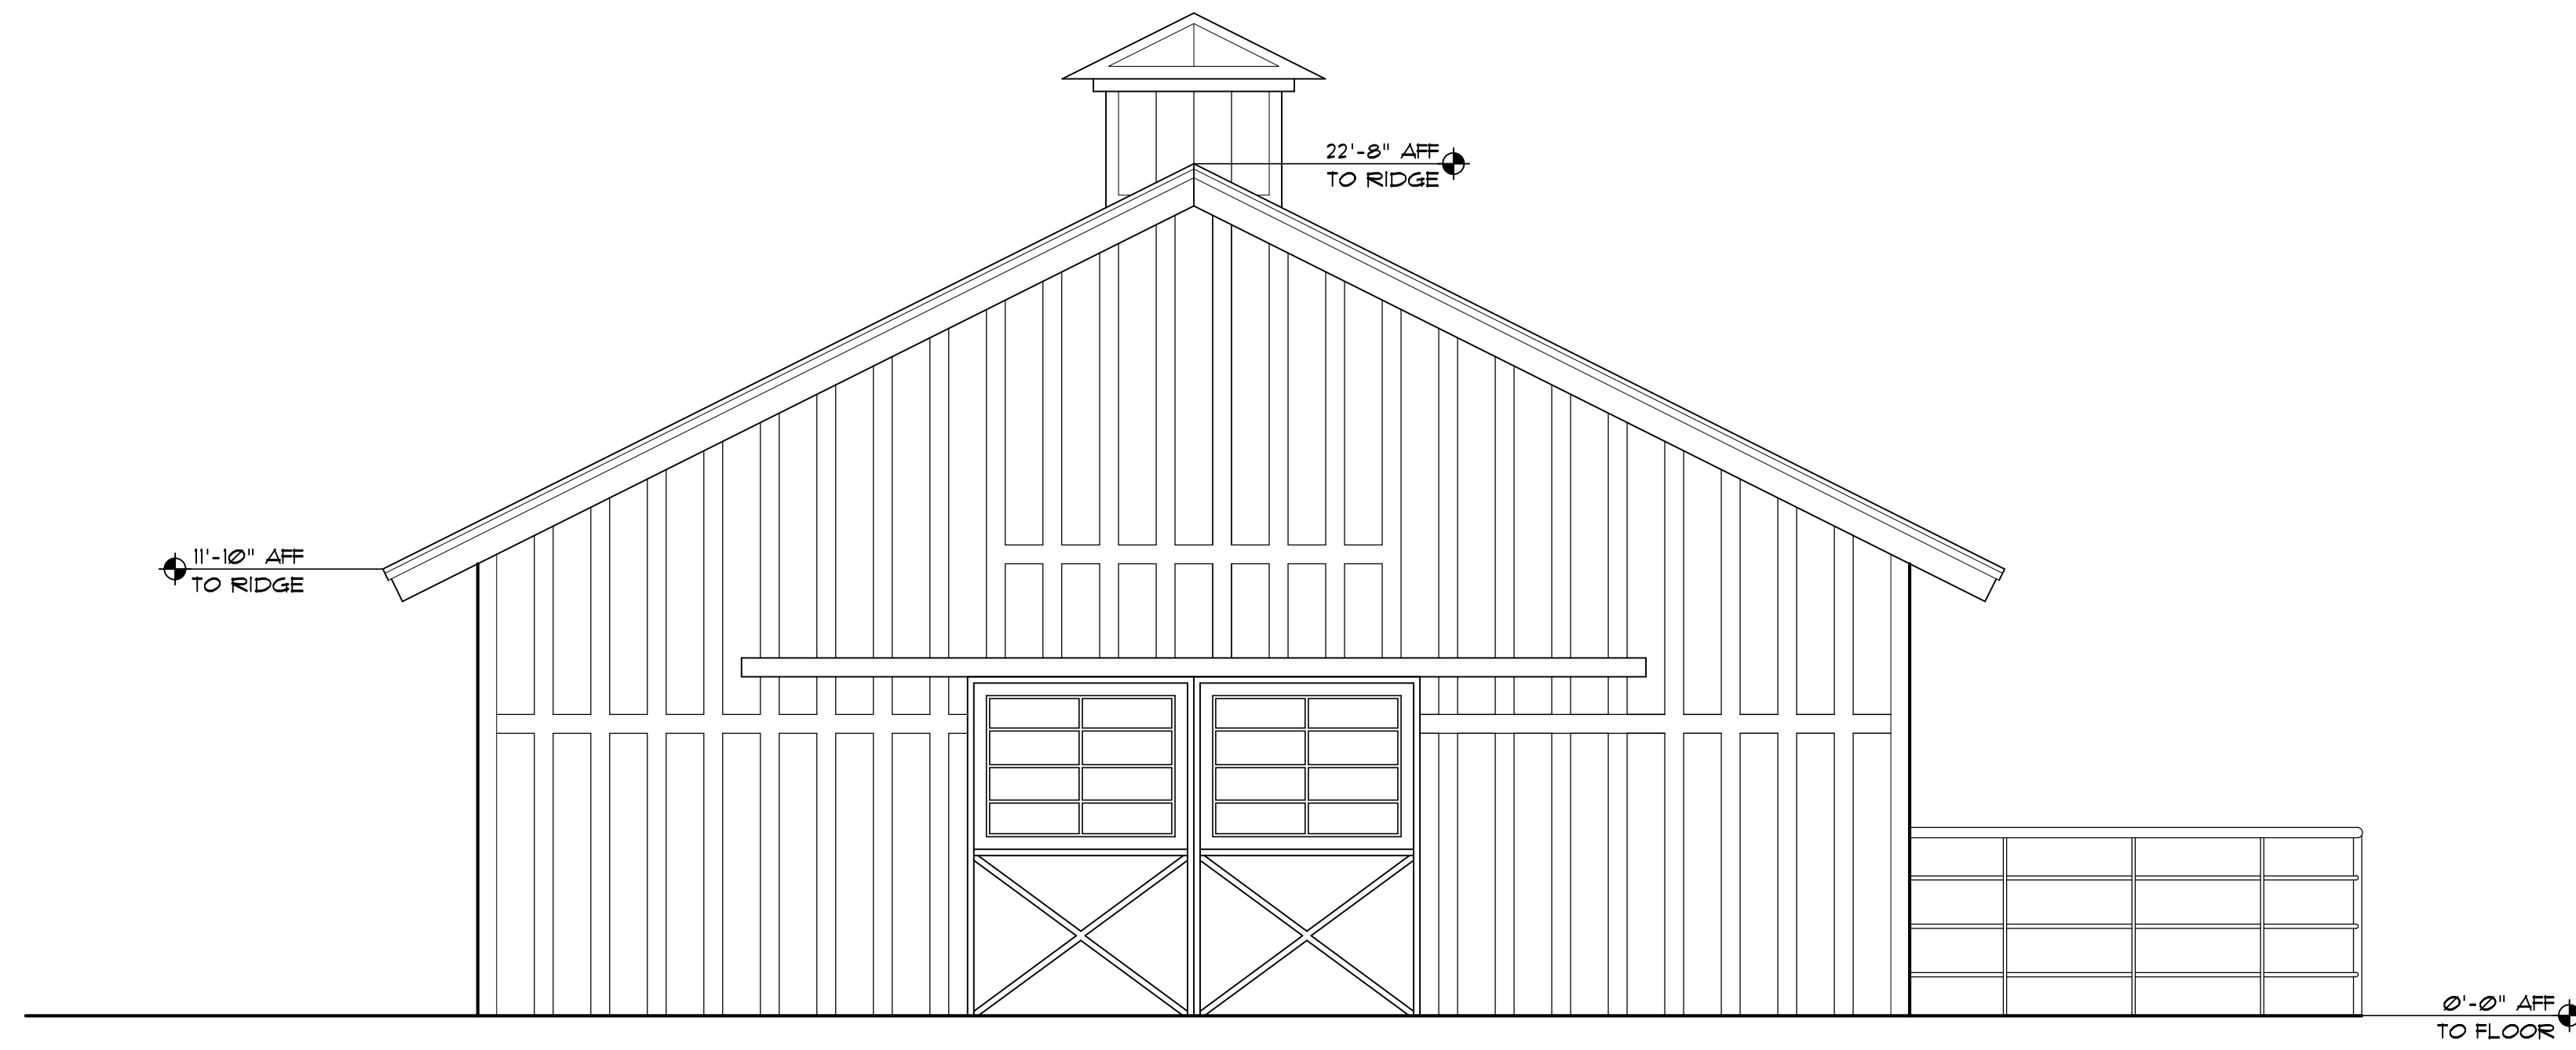 22'-8" AFF
TO RIDGE
11'-10" AFF
TO RIDGE
0'-0" AFF
TO FLOOR